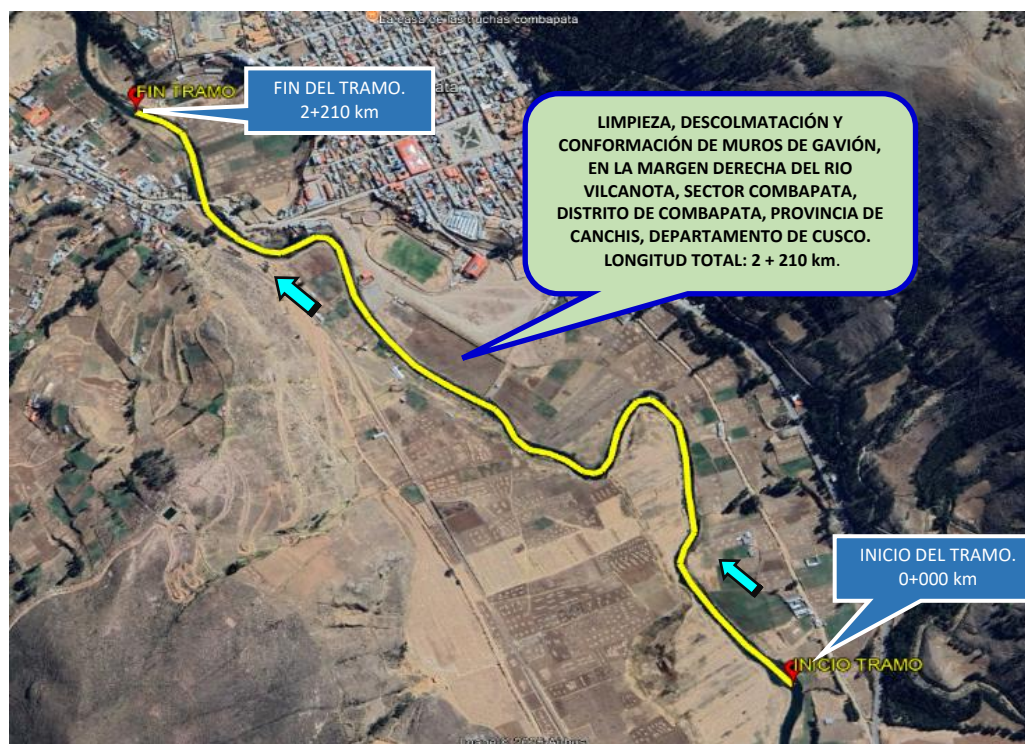 La casa de las truchas combapata
FIN TRAMO
FIN DEL TRAMO.
2+210 km
LIMPIEZA, DESCOLMATACIÓN Y
CONFORMACIÓN DE MUROS DE GAVIÓN,
EN LA MARGEN DERECHA DEL RIO
VILCANOTA, SECTOR COMBAPATA,
DISTRITO DE COMBAPATA, PROVINCIA DE
CANCHIS, DEPARTAMENTO DE CUSCO.
LONGITUD TOTAL: 2 + 210 km.
INICIO DEL TRAMO.
0+000 km
INICIO TRAMO